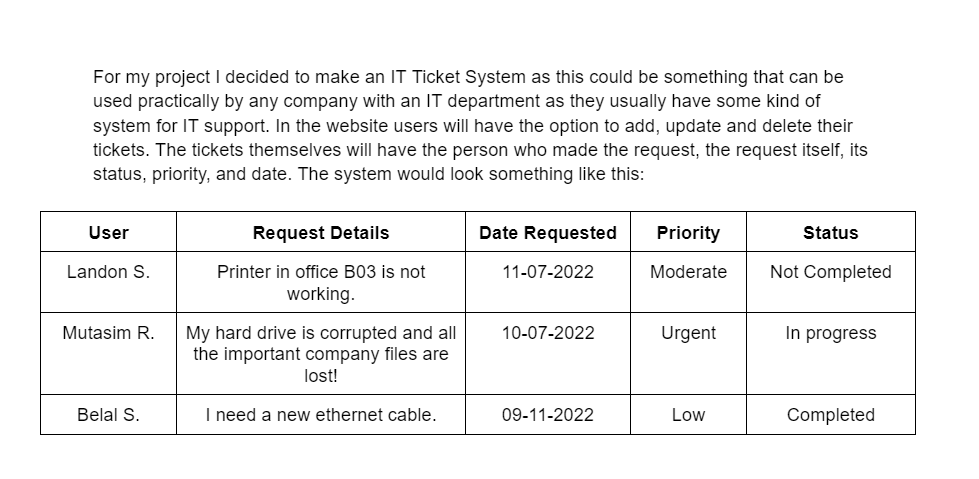 For my project I decided to make an IT Ticket System as this could be something that can be
used practically by any company with an IT department as they usually have some kind of
system for IT support. In the website users will have the option to add, update and delete their
tickets. The tickets themselves will have the person who made the request, the request itself, its
status, priority, and date. The system would look something like this:
User Request Details Date Requested Priority Status
Landon S. Printer in office B03 is not 11-07-2022 Moderate Not Completed
working.
Mutasim R. My hard drive is corrupted and all 10-07-2022 Urgent In progress
the important company files are
lost!
Belal S. I need a new ethernet cable. 09-11-2022 Low Completed